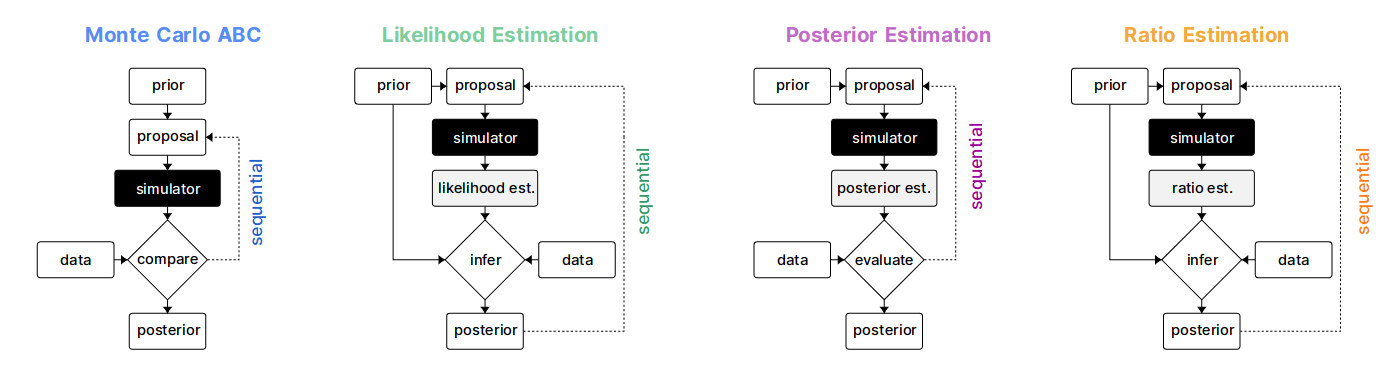 Monte Carlo ABC
prior
proposal
simulator
data
compare
posterior
sequential
Likelihood Estimation
prior
proposal
simulator
likelihood est.
infer
data
posterior
sequential
Posterior Estimation
prior
proposal
simulator
posterior est.
data
evaluate
posterior
sequential
Ratio Estimation
prior
proposal
simulator
ratio est.
infer
data
posterior
sequential